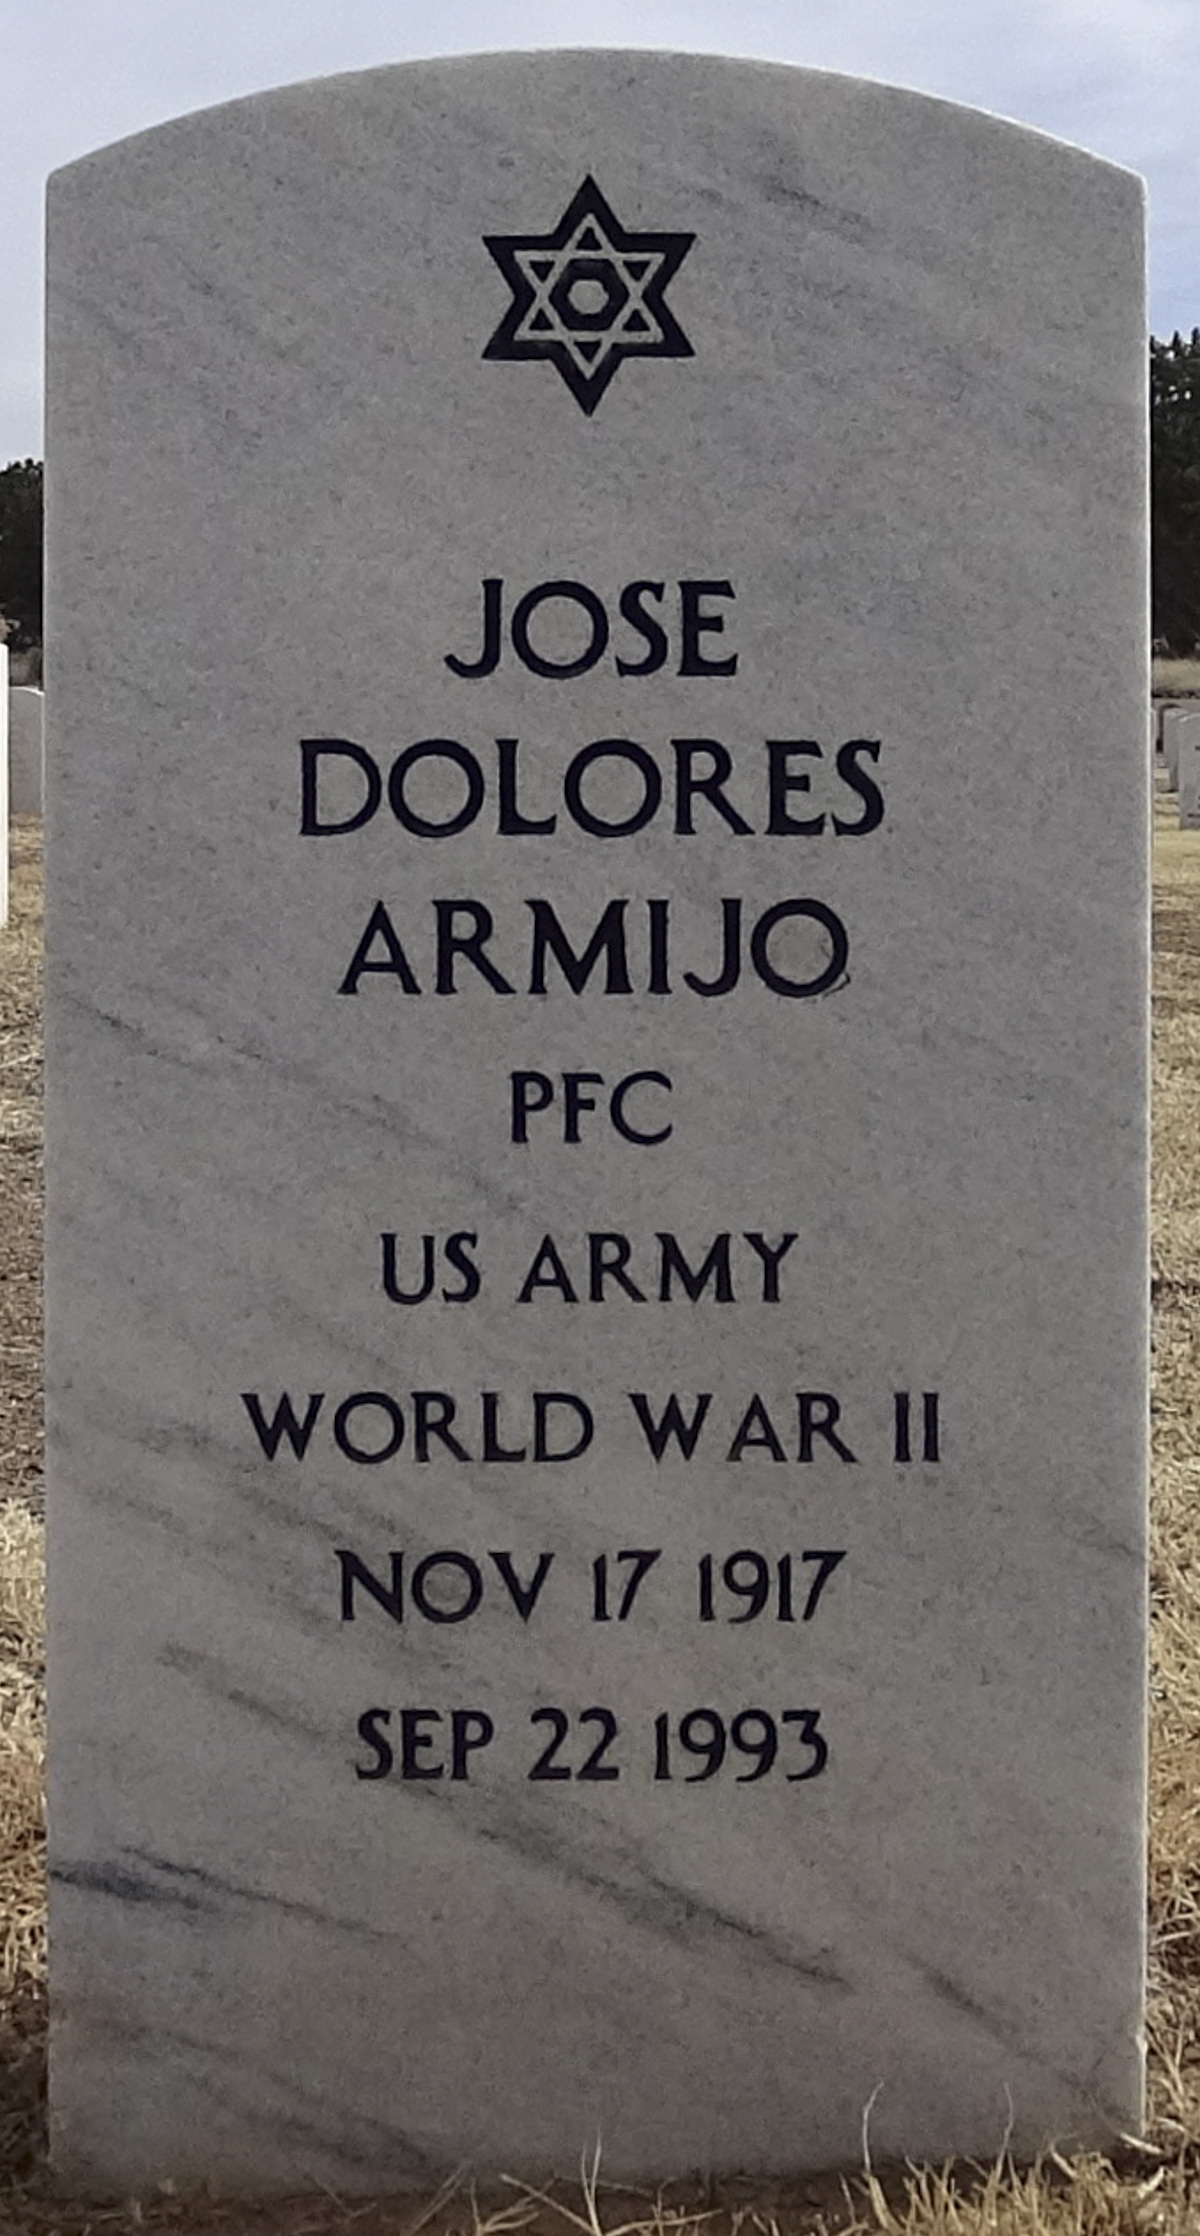 JOSE
DOLORES
ARMIJO
PFC
US ARMY
WORLD WAR II
NOV 17 1917
SEP 22 1993